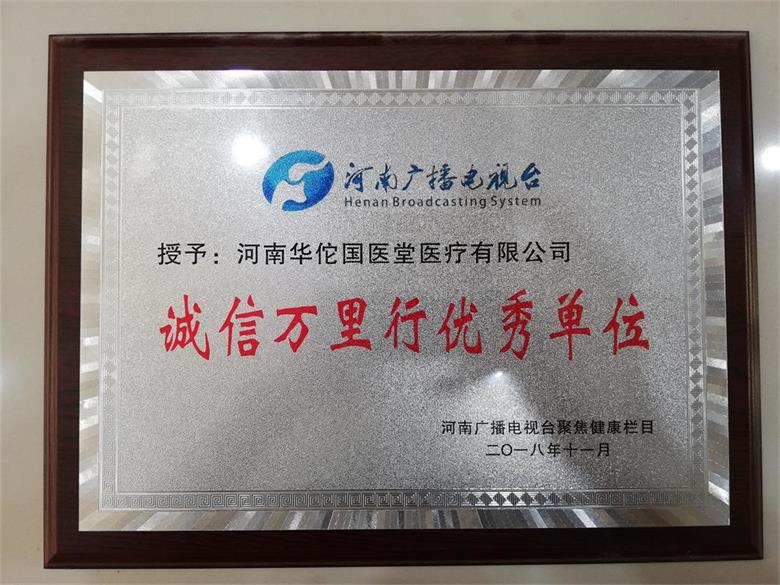 河南广播电视台
Henan Broadcasting System
授予：河南华佗国医堂医疗有限公司
诚信万里行优秀单位
河南广播电视台聚焦健康栏目
二〇一八年十一月